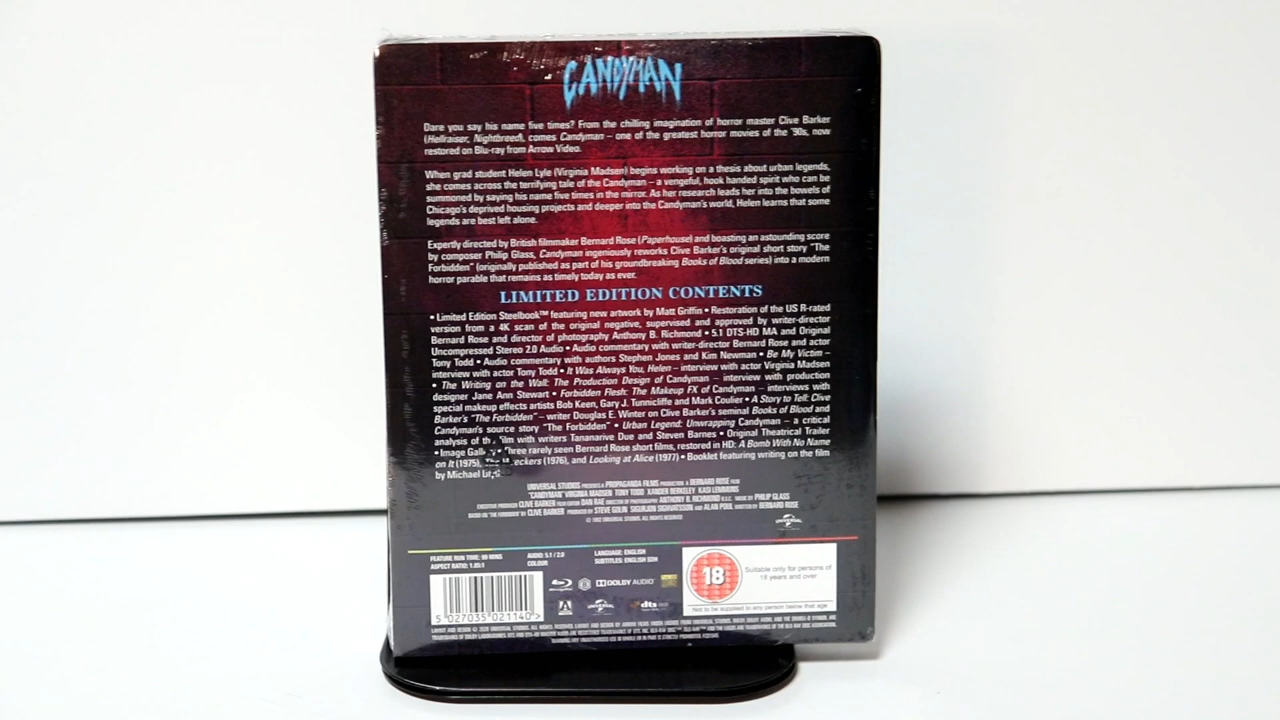 CANDYMAN
Dare you say his name five times? From the chilling imagination of horror master Clive Barker
(Hellraiser, Nightbreed), comes Candyman – one of the greatest horror movies of the '90s, now
restored on Blu-ray from Arrow Video.
When grad student Helen Lyle (Virginia Madsen) begins working on a thesis about urban legends,
she comes across the terrifying tale of the Candyman – a vengeful, hook handed spirit who can be
summoned by saying his name five times in the mirror. As her research leads her into the bowels of
Chicago's deprived housing projects and deeper into the Candyman's world, Helen learns that some
legends are best left alone.
Expertly directed by British filmmaker Bernard Rose (Paperhouse) and boasting an astounding score
by composer Philip Glass, Candyman ingeniously reworks Clive Barker's original short story "The
Forbidden" (originally published as part of his groundbreaking Books of Blood series) into a modern
horror parable that remains as timely today as ever.
LIMITED EDITION CONTENTS
• Limited Edition Steelbook™ featuring new artwork by Matt Griffin • Restoration of the US R-rated
version from a 4K scan of the original negative, supervised and approved by writer-director
Bernard Rose and director of photography Anthony B. Richmond • 5.1 DTS-HD MA and Original
Uncompressed Stereo 2.0 Audio • Audio commentary with writer-director Bernard Rose and actor
Tony Todd • Audio commentary with authors Stephen Jones and Kim Newman • Be My Victim –
interview with actor Tony Todd • It Was Always You, Helen – interview with actor Virginia Madsen
• The Writing on the Wall: The Production Design of Candyman – interview with production
designer Jane Ann Stewart • Forbidden Flesh: The Makeup FX of Candyman – interviews with
special makeup effects artists Bob Keen, Gary J. Tunnicliffe and Mark Coulier • A Story to Tell: Clive
Barker's "The Forbidden" – writer Douglas E. Winter on Clive Barker's seminal Books of Blood and
Candyman's source story "The Forbidden" • Urban Legend: Unwrapping Candyman – a critical
analysis of the film with writers Tananarive Due and Steven Barnes • Original Theatrical Trailer
• Image Gallery • Three rarely seen Bernard Rose short films, restored in HD: A Bomb With No Name
on It (1975), The Wreckers (1976), and Looking at Alice (1977) • Booklet featuring writing on the film
by Michael
UNIVERSAL STUDIOS PRESENTS A PROPAGANDA FILMS PRODUCTION A BERNARD ROSE FILM
"CANDYMAN" VIRGINIA MADSEN TONY TODD XANDER BERKELEY KASI LEMMONS
EXECUTIVE PRODUCER CLIVE BARKER FILM EDITOR DAN RAE DIRECTOR OF PHOTOGRAPHY ANTHONY B. RICHMOND B.S.C. MUSIC BY PHILIP GLASS
BASED ON "THE FORBIDDEN" BY CLIVE BARKER PRODUCED BY STEVE GOLIN SIGURJON SIGHVATSSON AND ALAN POUL WRITTEN BY BERNARD ROSE
© 1992 UNIVERSAL STUDIOS. ALL RIGHTS RESERVED
UNIVERSAL
FEATURE RUN TIME: 99 MINS
ASPECT RATIO: 1.85:1
AUDIO: 5.1 / 2.0
COLOUR
LANGUAGE: ENGLISH
SUBTITLES: ENGLISH SDH
18
Suitable only for persons of
18 years and over
Not to be supplied to any person below that age
5 027035 021140 >
Blu-ray Disc
B
DOLBY AUDIO
UNIVERSAL
dts